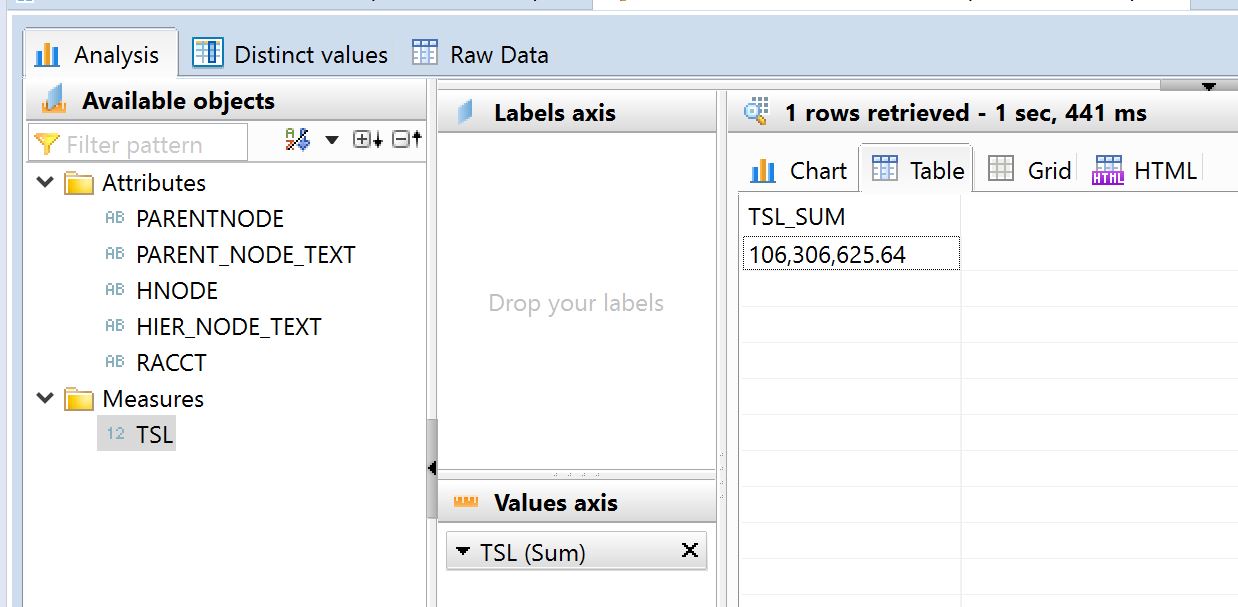 Analysis
Distinct values
Raw Data
Available objects
Filter pattern
Attributes
AB PARENTNODE
AB PARENT_NODE_TEXT
AB HNODE
AB HIER_NODE_TEXT
AB RACCT
Measures
12 TSL
Labels axis
Drop your labels
Values axis
TSL (Sum)
1 rows retrieved - 1 sec, 441 ms
Chart
Table
Grid
HTML HTML
TSL_SUM
106,306,625.64